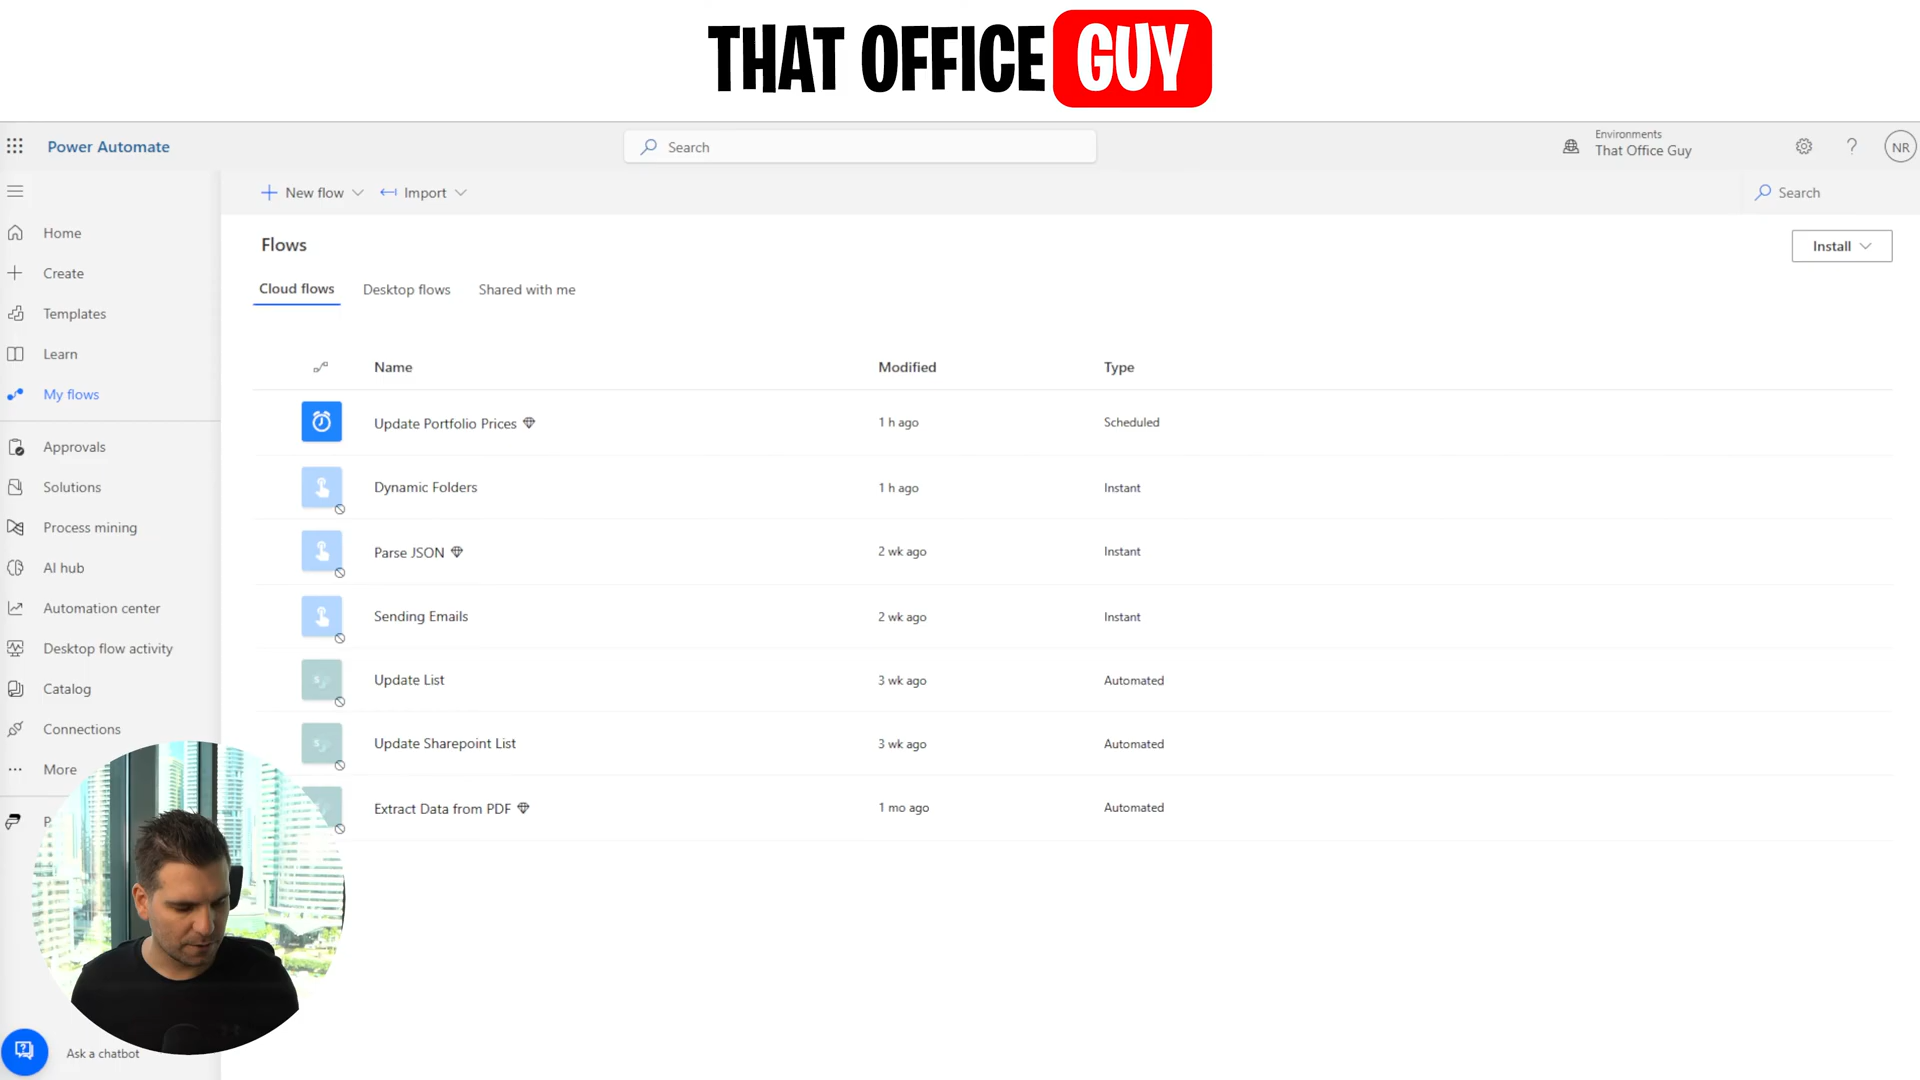 THAT OFFICE GUY
Power Automate
Search
Environments
That Office Guy
?
NR
New flow
Import
Search
Home
Create
Templates
Learn
My flows
Approvals
Solutions
Process mining
AI hub
Automation center
Desktop flow activity
Catalog
Connections
More
P
Ask a chatbot
Flows
Install
Cloud flows
Desktop flows
Shared with me
Name Modified Type
Update Portfolio Prices 1 h ago Scheduled
Dynamic Folders 1 h ago Instant
Parse JSON 2 wk ago Instant
Sending Emails 2 wk ago Instant
Update List 3 wk ago Automated
Update Sharepoint List 3 wk ago Automated
Extract Data from PDF 1 mo ago Automated